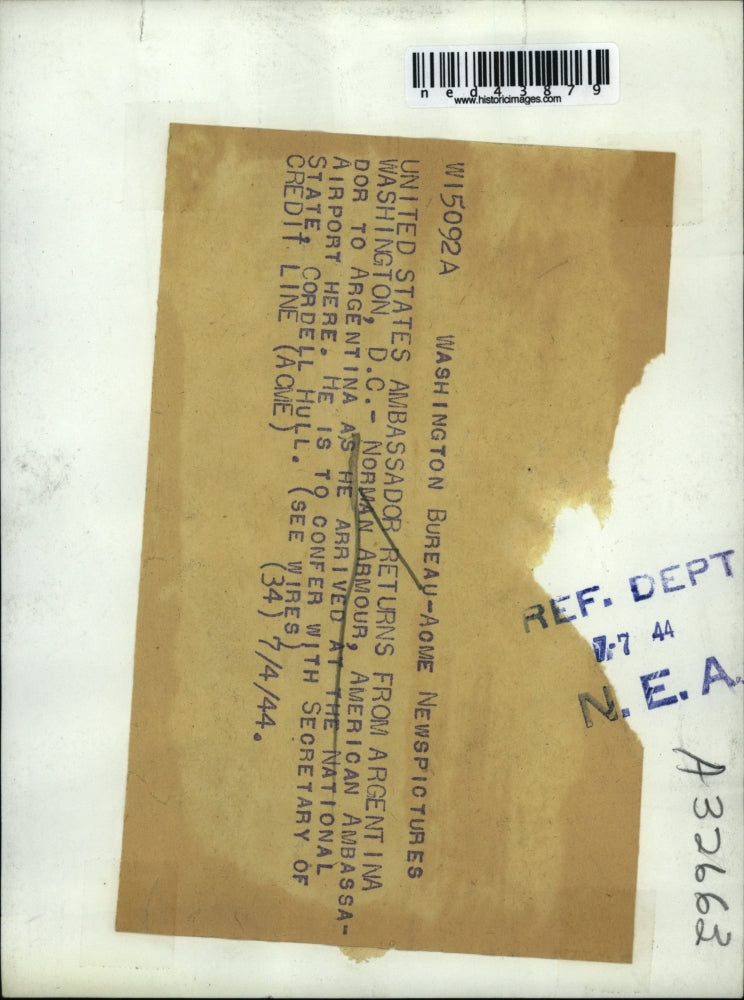 ned43879
www.historicimages.com
W15092A WASHINGTON BUREAU-ACME NEWSPICTURES
UNITED STATES AMBASSADOR RETURNS FROM ARGENTINA
WASHINGTON, D.C.- NORMAN ARMOUR, AMERICAN AMBASSA-
DOR TO ARGENTINA AS HE ARRIVED AT THE NATIONAL
AIRPORT HERE. HE IS TO CONFER WITH SECRETARY OF
STATE, CORDELL HULL. (SEE WIRES)
CREDIT LINE (ACME) (34) 7/4/44.
REF. DEPT
7-7 44
N.E.A.
A32663